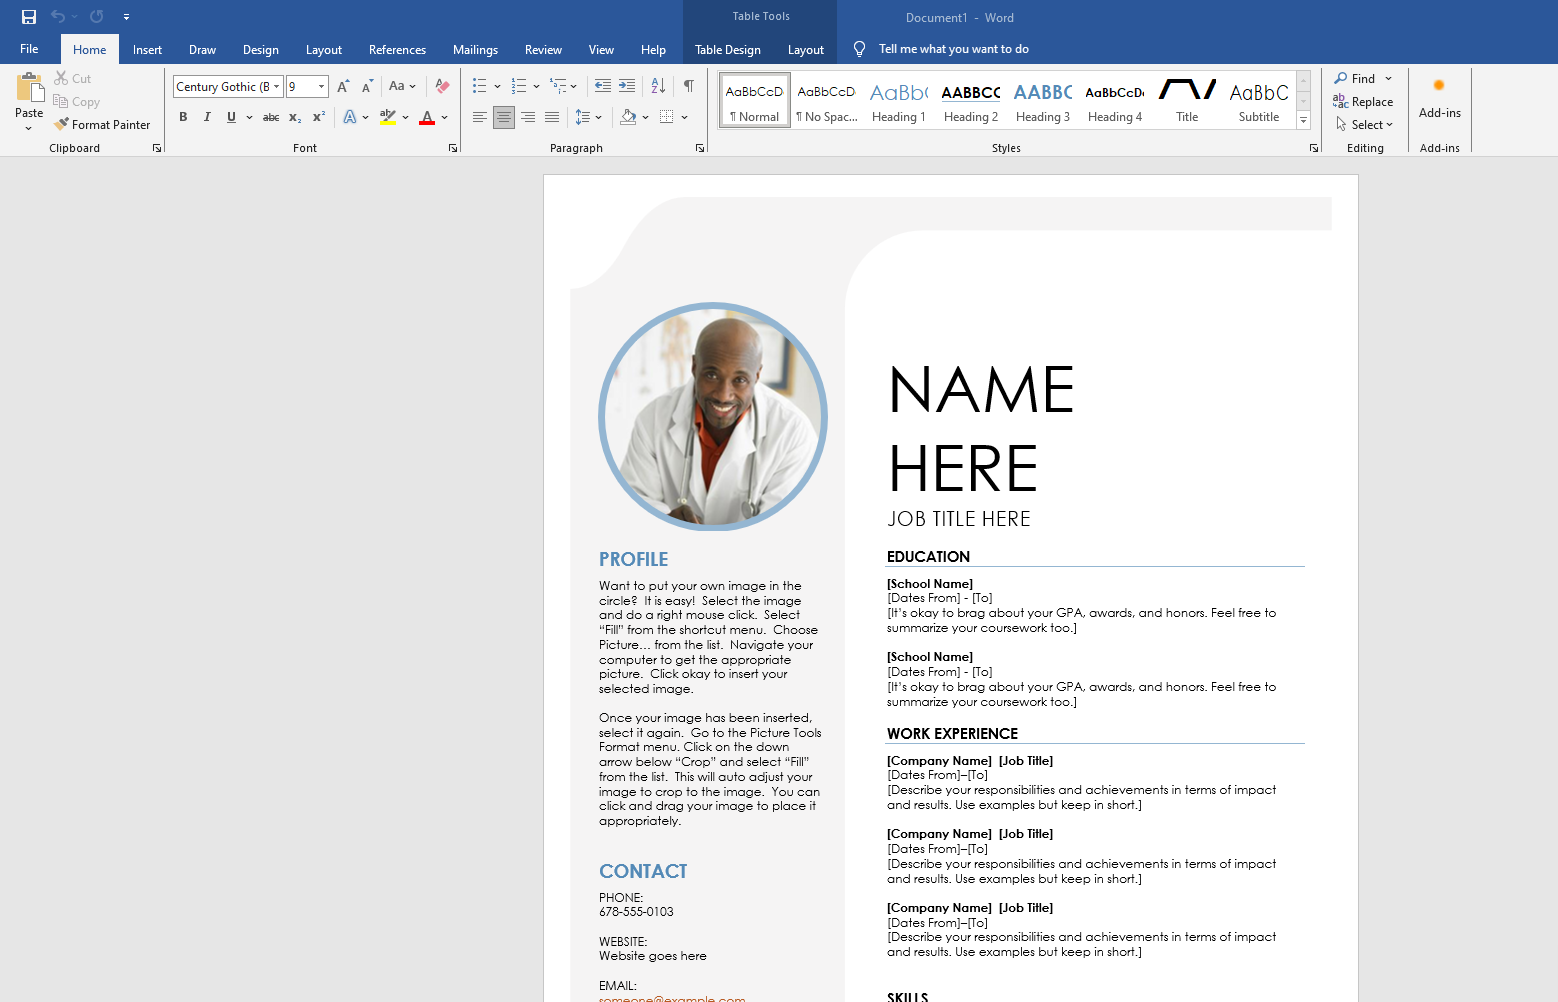 Table Tools
Document1 - Word
File
Home
Insert
Draw
Design
Layout
References
Mailings
Review
View
Help
Table Design
Layout
Tell me what you want to do
Paste
Cut
Copy
Format Painter
Clipboard
Century Gothic (B
9
Aa
B I U abc x₂ x²
Font
Paragraph
AaBbCcD
¶ Normal
AaBbCcD
¶ No Spac...
AaBb(
Heading 1
AABBCC
Heading 2
AABBC
Heading 3
AaBbCcD
Heading 4
Title
AaBbC
Subtitle
Styles
Find
Replace
Select
Editing
Add-ins
Add-ins
NAME
HERE
JOB TITLE HERE
PROFILE
Want to put your own image in the
circle?  It is easy!  Select the image
and do a right mouse click.  Select
“Fill” from the shortcut menu.  Choose
Picture… from the list.  Navigate your
computer to get the appropriate
picture.  Click okay to insert your
selected image.
Once your image has been inserted,
select it again.  Go to the Picture Tools
Format menu. Click on the down
arrow below “Crop” and select “Fill”
from the list.  This will auto adjust your
image to crop to the image.  You can
click and drag your image to place it
appropriately.
CONTACT
PHONE:
678-555-0103
WEBSITE:
Website goes here
EMAIL:
someone@example.com
EDUCATION
[School Name]
[Dates From] - [To]
[It’s okay to brag about your GPA, awards, and honors. Feel free to
summarize your coursework too.]
[School Name]
[Dates From] - [To]
[It’s okay to brag about your GPA, awards, and honors. Feel free to
summarize your coursework too.]
WORK EXPERIENCE
[Company Name]  [Job Title]
[Dates From]–[To]
[Describe your responsibilities and achievements in terms of impact
and results. Use examples but keep in short.]
[Company Name]  [Job Title]
[Dates From]–[To]
[Describe your responsibilities and achievements in terms of impact
and results. Use examples but keep in short.]
[Company Name]  [Job Title]
[Dates From]–[To]
[Describe your responsibilities and achievements in terms of impact
and results. Use examples but keep in short.]
SKILLS